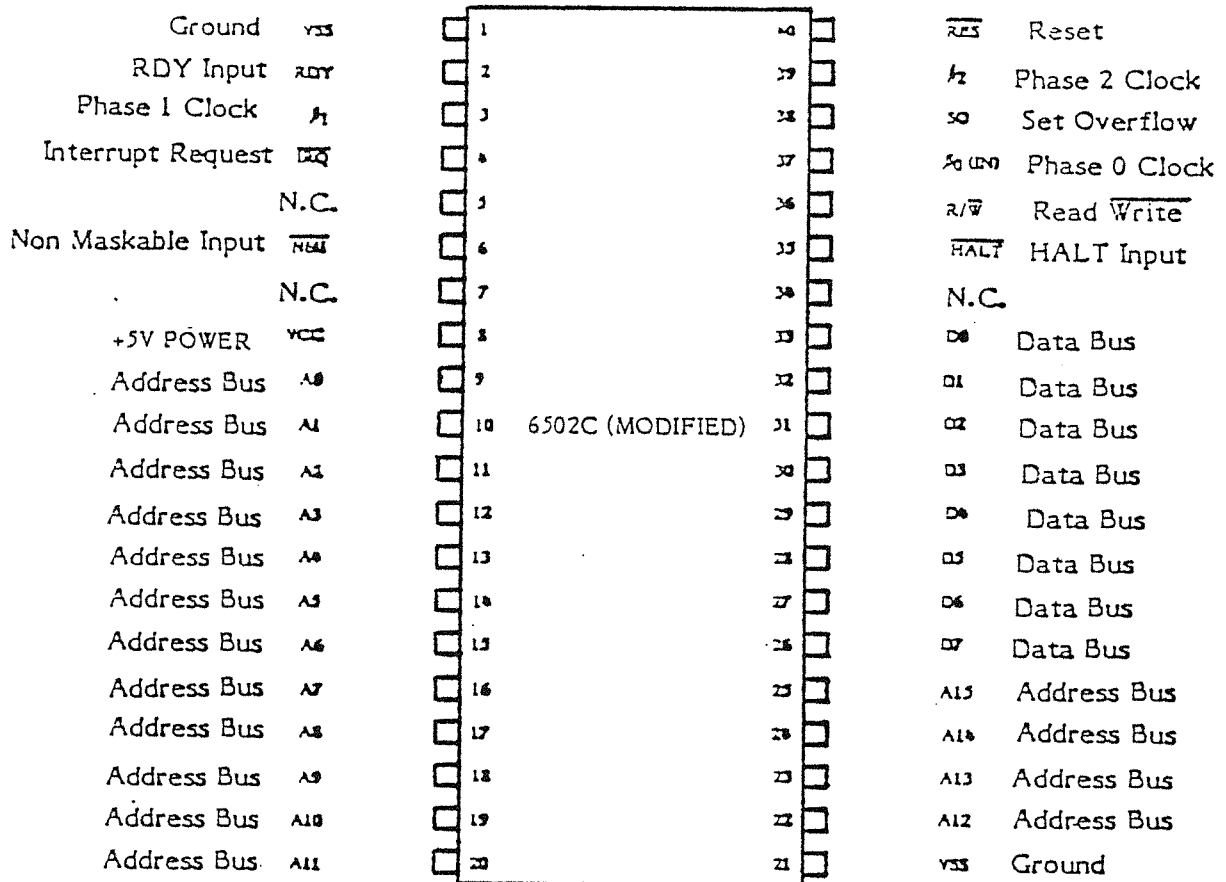 Ground VSS 1 40 RES Reset
RDY Input RDY 2 39 ϕ2 Phase 2 Clock
Phase 1 Clock ϕ1 3 38 SO Set Overflow
Interrupt Request IRQ 4 37 ϕ0 (IN) Phase 0 Clock
N.C. 5 36 R/W Read Write
Non Maskable Input NMI 6 35 HALT HALT Input
N.C. 7 34 N.C.
+5V POWER VCC 8 33 D0 Data Bus
Address Bus A0 9 32 D1 Data Bus
Address Bus A1 10 6502C (MODIFIED) 31 D2 Data Bus
Address Bus A2 11 30 D3 Data Bus
Address Bus A3 12 29 D4 Data Bus
Address Bus A4 13 28 D5 Data Bus
Address Bus A5 14 27 D6 Data Bus
Address Bus A6 15 26 D7 Data Bus
Address Bus A7 16 25 A15 Address Bus
Address Bus A8 17 24 A14 Address Bus
Address Bus A9 18 23 A13 Address Bus
Address Bus A10 19 22 A12 Address Bus
Address Bus A11 20 21 VSS Ground